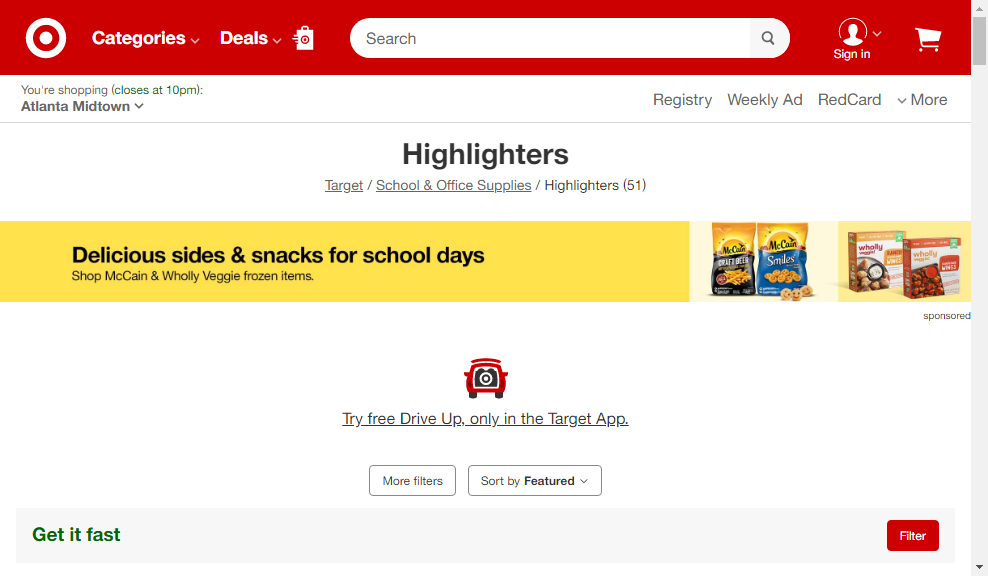 Categories
Deals
Search
Sign in
You're shopping (closes at 10pm):
Atlanta Midtown
Registry
Weekly Ad
RedCard
More
Highlighters
Target / School & Office Supplies / Highlighters (51)
Delicious sides & snacks for school days
Shop McCain & Wholly Veggie frozen items.
McCain
CRAFT BEER
McCain
Smiles
wholly
veggie!
RANCH
WINGS
wholly
veggie!
WINGS
sponsored
Try free Drive Up, only in the Target App.
More filters
Sort by Featured
Get it fast
Filter